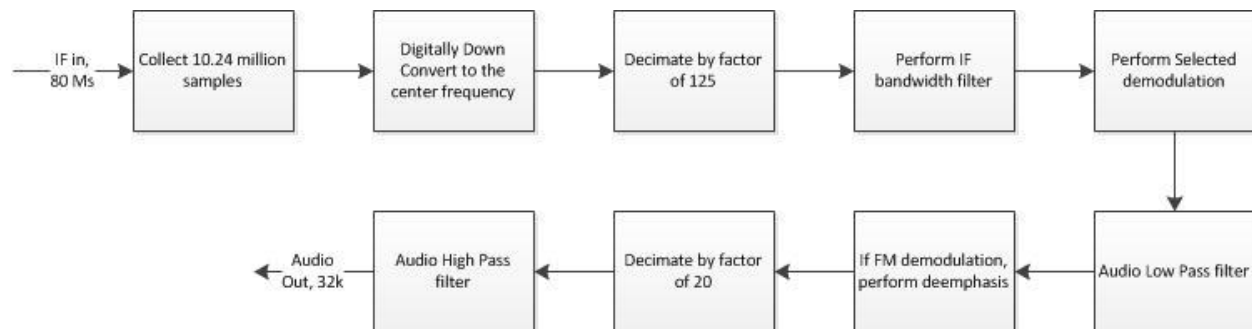 IF in,
80 Ms
Collect 10.24 million
samples
Digitally Down
Convert to the
center frequency
Decimate by factor
of 125
Perform IF
bandwidth filter
Perform Selected
demodulation
Audio Low Pass filter
If FM demodulation,
perform deemphasis
Decimate by factor
of 20
Audio High Pass
filter
Audio
Out, 32k